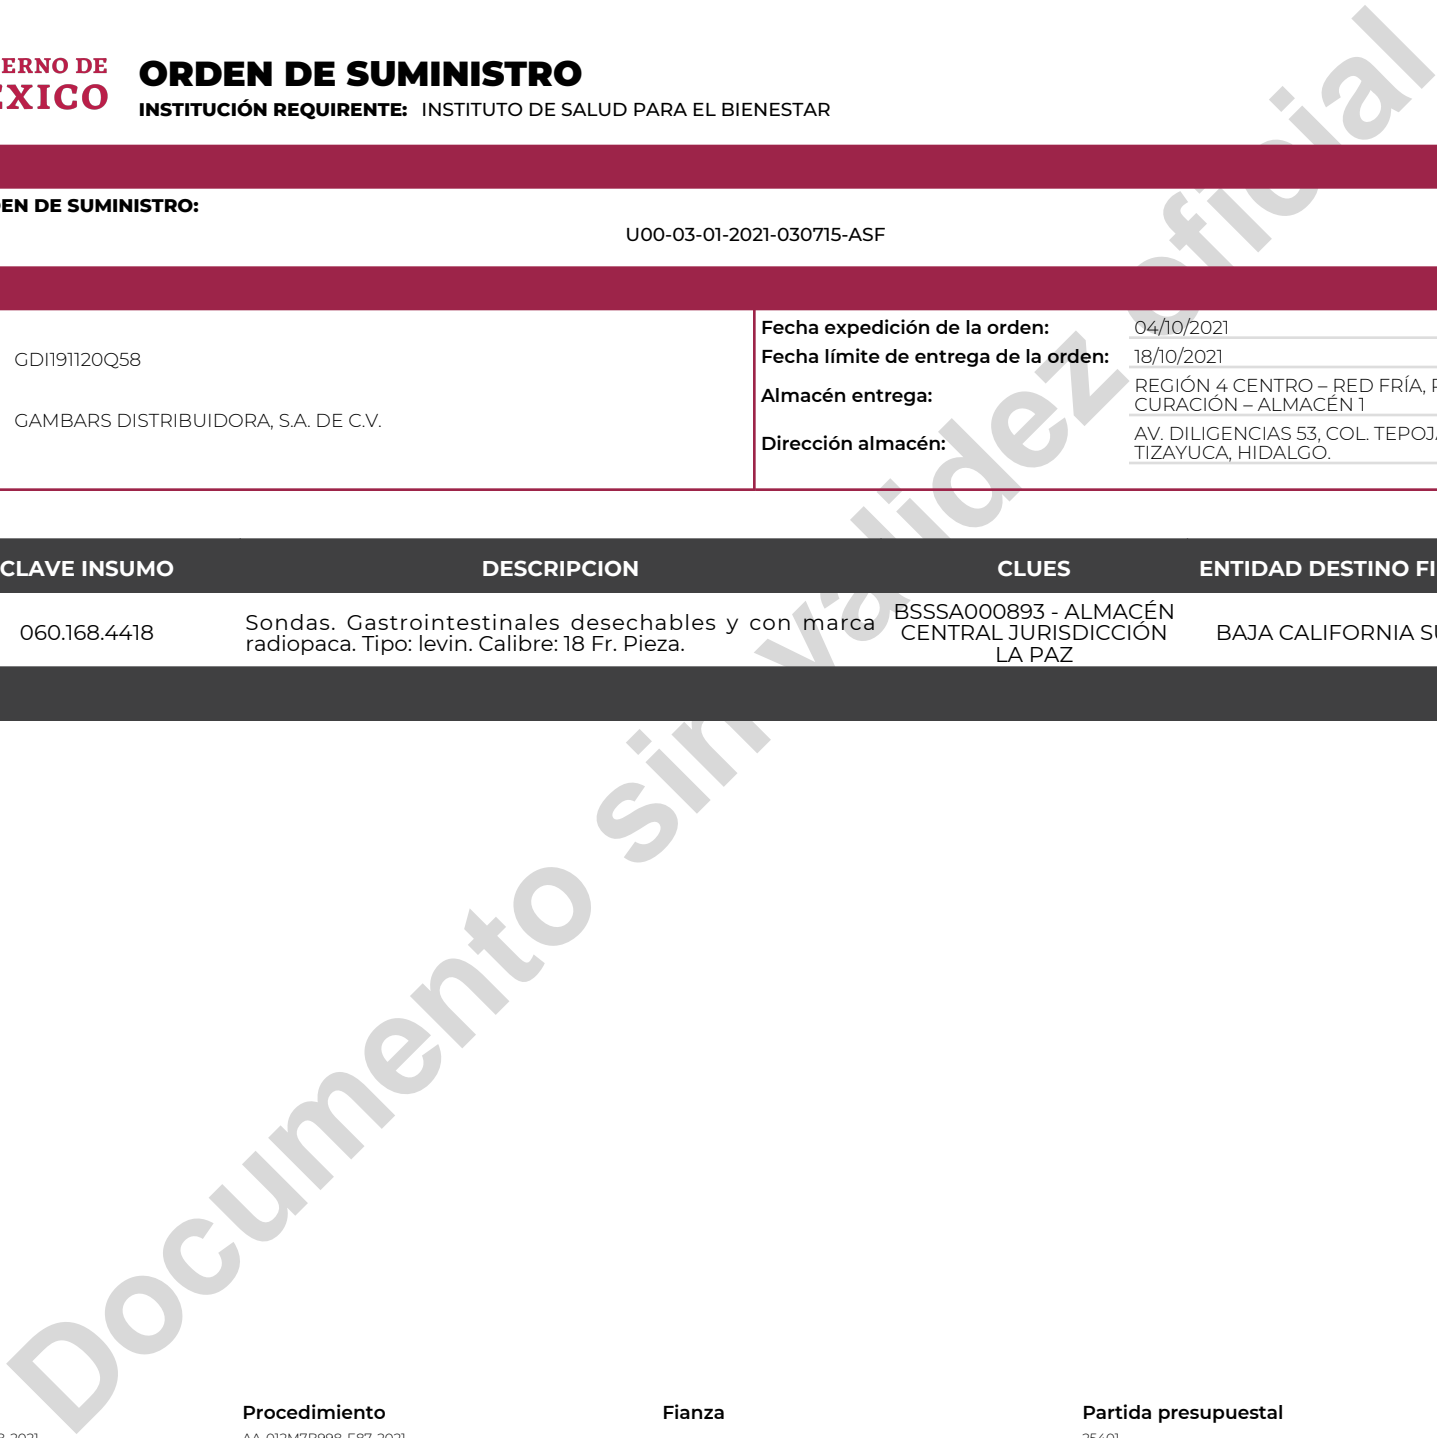 ERNO DE
EXICO
ORDEN DE SUMINISTRO
INSTITUCIÓN REQUIRENTE: INSTITUTO DE SALUD PARA EL BIENESTAR
EN DE SUMINISTRO:
U00-03-01-2021-030715-ASF
GDI191120Q58
GAMBARS DISTRIBUIDORA, S.A. DE C.V.
Fecha expedición de la orden: 04/10/2021
Fecha límite de entrega de la orden: 18/10/2021
Almacén entrega: REGIÓN 4 CENTRO – RED FRÍA,
CURACIÓN – ALMACÉN 1
Dirección almacén: AV. DILIGENCIAS 53, COL. TEPOJA
TIZAYUCA, HIDALGO.
CLAVE INSUMO DESCRIPCION CLUES ENTIDAD DESTINO FI
060.168.4418
Sondas. Gastrointestinales desechables y con marca
radiopaca. Tipo: levin. Calibre: 18 Fr. Pieza.
BSSSA000893 - ALMACÉN
CENTRAL JURISDICCIÓN
LA PAZ
BAJA CALIFORNIA SU
Documento sin validez oficial
Procedimiento Fianza Partida presupuestal